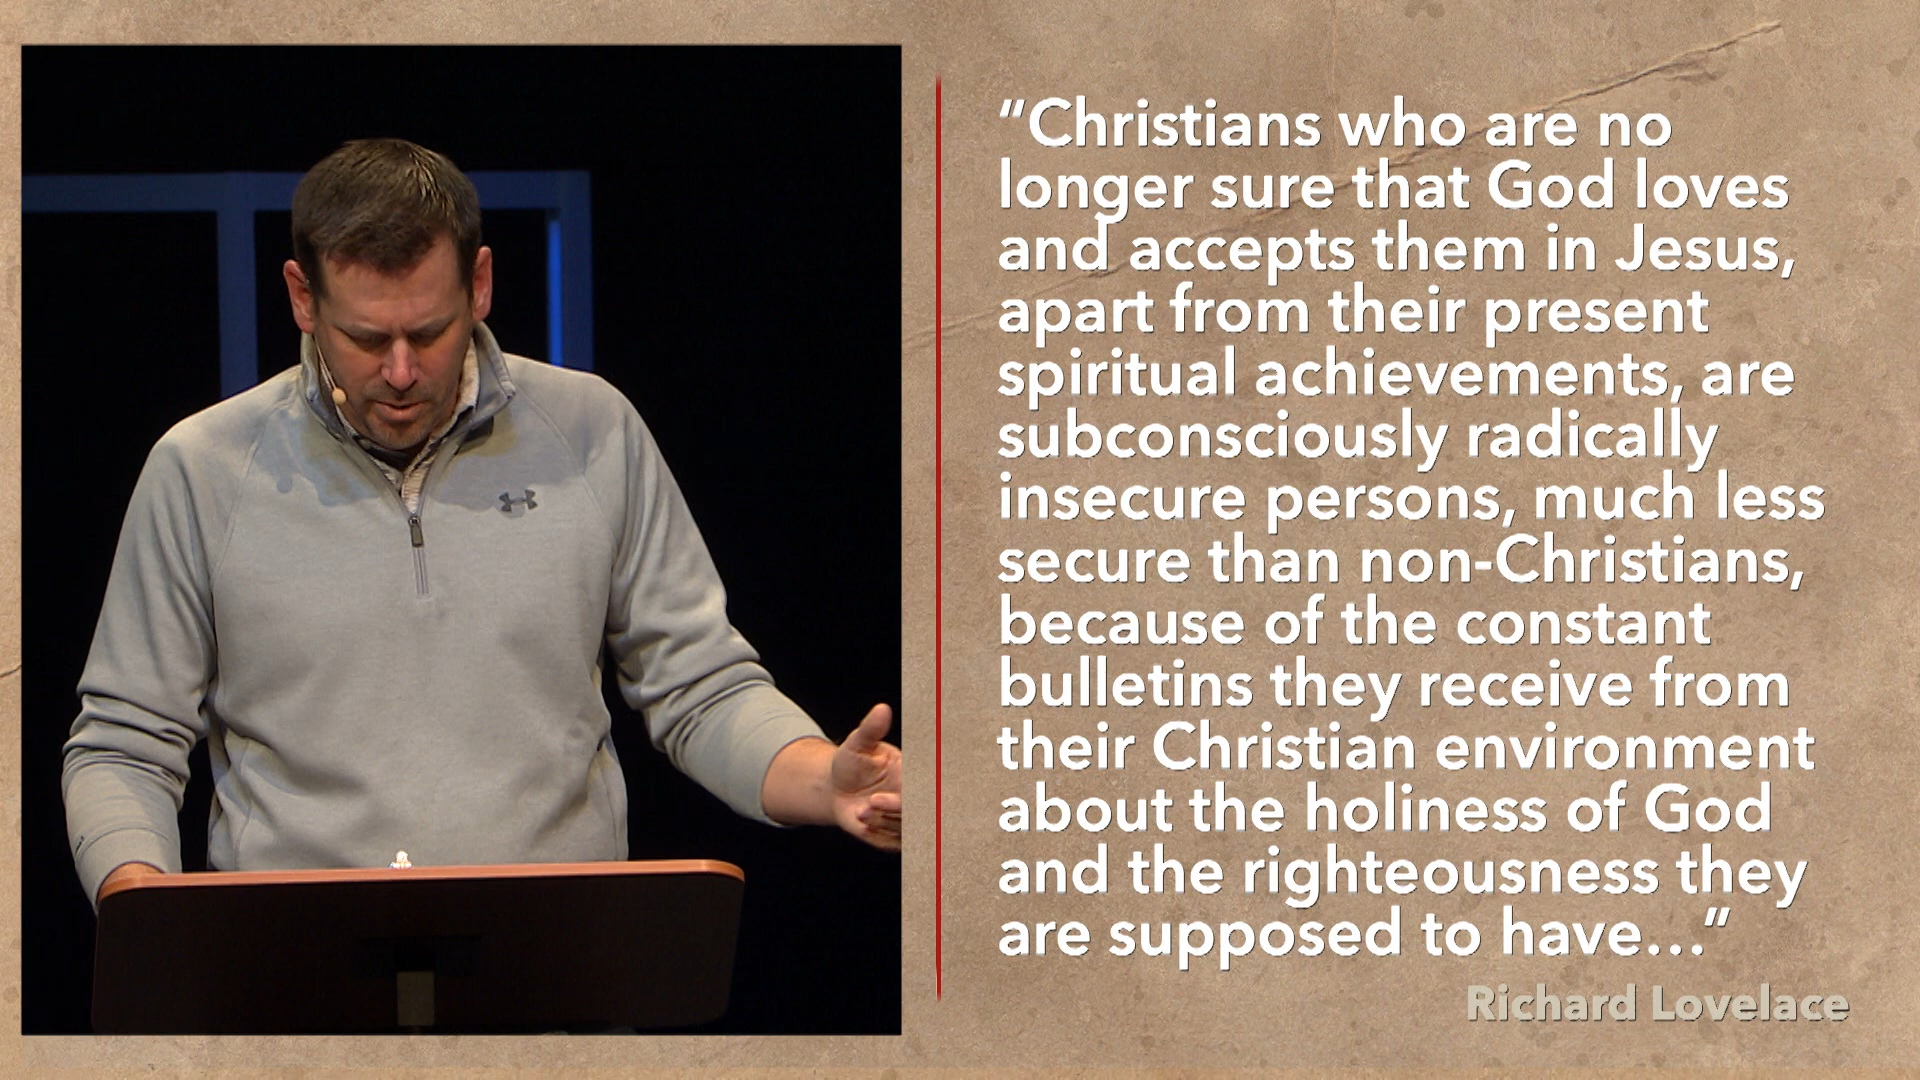 “Christians who are no
longer sure that God loves
and accepts them in Jesus,
apart from their present
spiritual achievements, are
subconsciously radically
insecure persons, much less
secure than non-Christians,
because of the constant
bulletins they receive from
their Christian environment
about the holiness of God
and the righteousness they
are supposed to have…”
Richard Lovelace